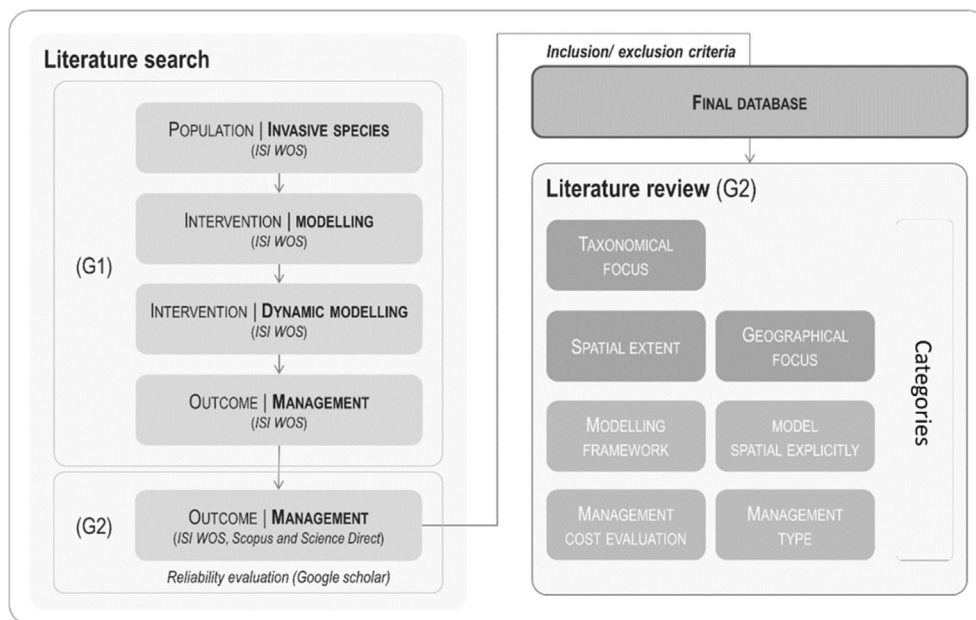 Literature search
(G1)
POPULATION | INVASIVE SPECIES
(ISI WOS)
INTERVENTION | MODELLING
(ISI WOS)
INTERVENTION | DYNAMIC MODELLING
(ISI WOS)
OUTCOME | MANAGEMENT
(ISI WOS)
(G2)
OUTCOME | MANAGEMENT
(ISI WOS, Scopus and Science Direct)
Reliability evaluation (Google scholar)
Inclusion/ exclusion criteria
FINAL DATABASE
Literature review (G2)
TAXONOMICAL
FOCUS
SPATIAL EXTENT
GEOGRAPHICAL
FOCUS
MODELLING
FRAMEWORK
MODEL
SPATIAL EXPLICITLY
MANAGEMENT
COST EVALUATION
MANAGEMENT
TYPE
Categories